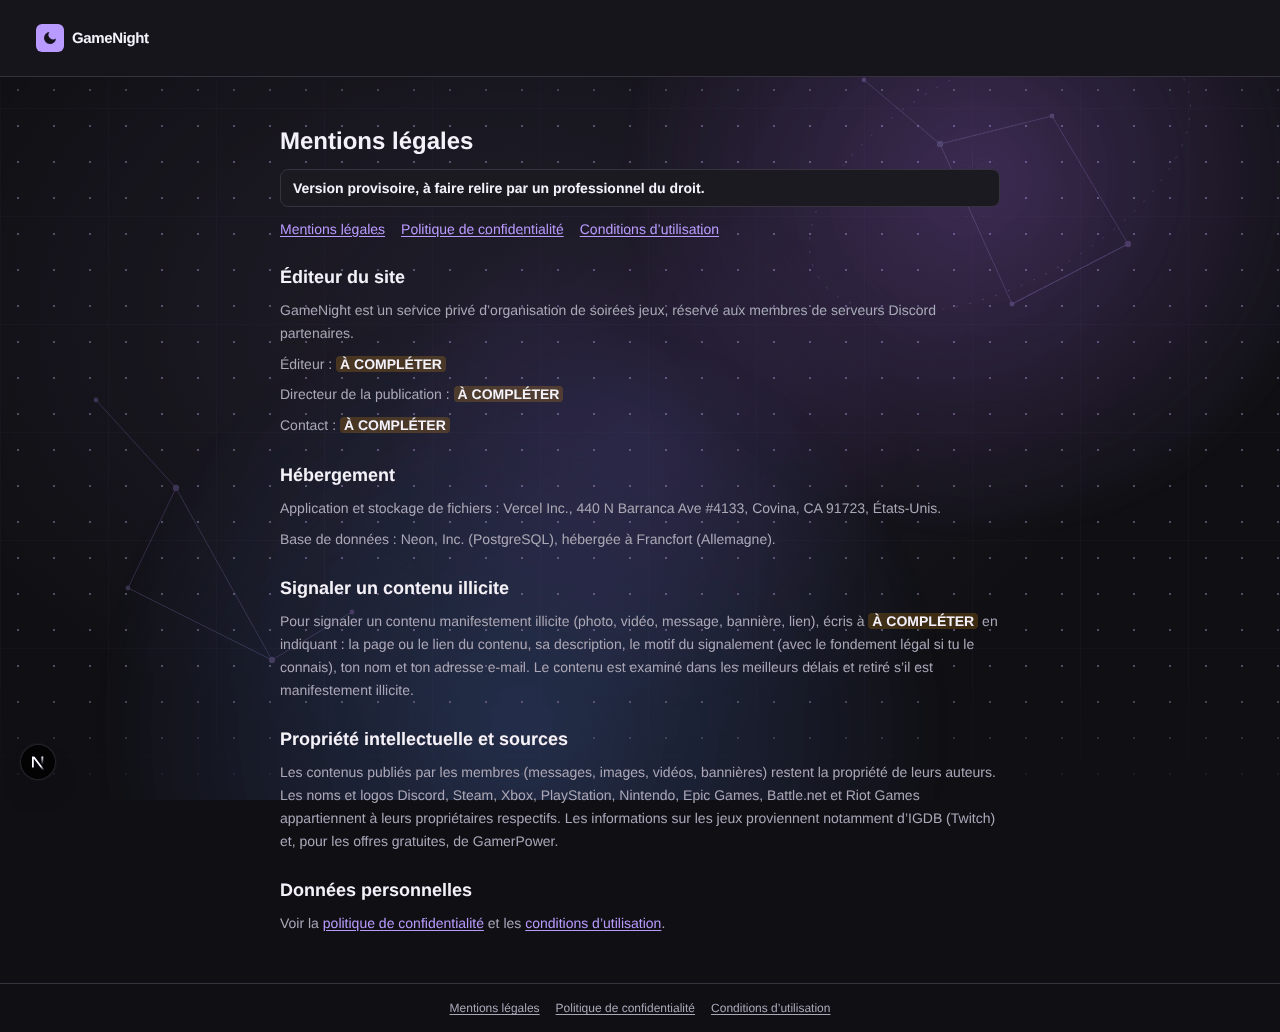 GameNight
Mentions légales
Version provisoire, à faire relire par un professionnel du droit.
Mentions légales Politique de confidentialité Conditions d’utilisation
Éditeur du site
GameNight est un service privé d’organisation de soirées jeux, réservé aux membres de serveurs Discord
partenaires.
Éditeur : À COMPLÉTER
Directeur de la publication : À COMPLÉTER
Contact : À COMPLÉTER
Hébergement
Application et stockage de fichiers : Vercel Inc., 440 N Barranca Ave #4133, Covina, CA 91723, États-Unis.
Base de données : Neon, Inc. (PostgreSQL), hébergée à Francfort (Allemagne).
Signaler un contenu illicite
Pour signaler un contenu manifestement illicite (photo, vidéo, message, bannière, lien), écris à À COMPLÉTER en
indiquant : la page ou le lien du contenu, sa description, le motif du signalement (avec le fondement légal si tu le
connais), ton nom et ton adresse e-mail. Le contenu est examiné dans les meilleurs délais et retiré s’il est
manifestement illicite.
Propriété intellectuelle et sources
Les contenus publiés par les membres (messages, images, vidéos, bannières) restent la propriété de leurs auteurs.
Les noms et logos Discord, Steam, Xbox, PlayStation, Nintendo, Epic Games, Battle.net et Riot Games
appartiennent à leurs propriétaires respectifs. Les informations sur les jeux proviennent notamment d’IGDB (Twitch)
et, pour les offres gratuites, de GamerPower.
Données personnelles
Voir la politique de confidentialité et les conditions d’utilisation.
Mentions légales Politique de confidentialité Conditions d’utilisation